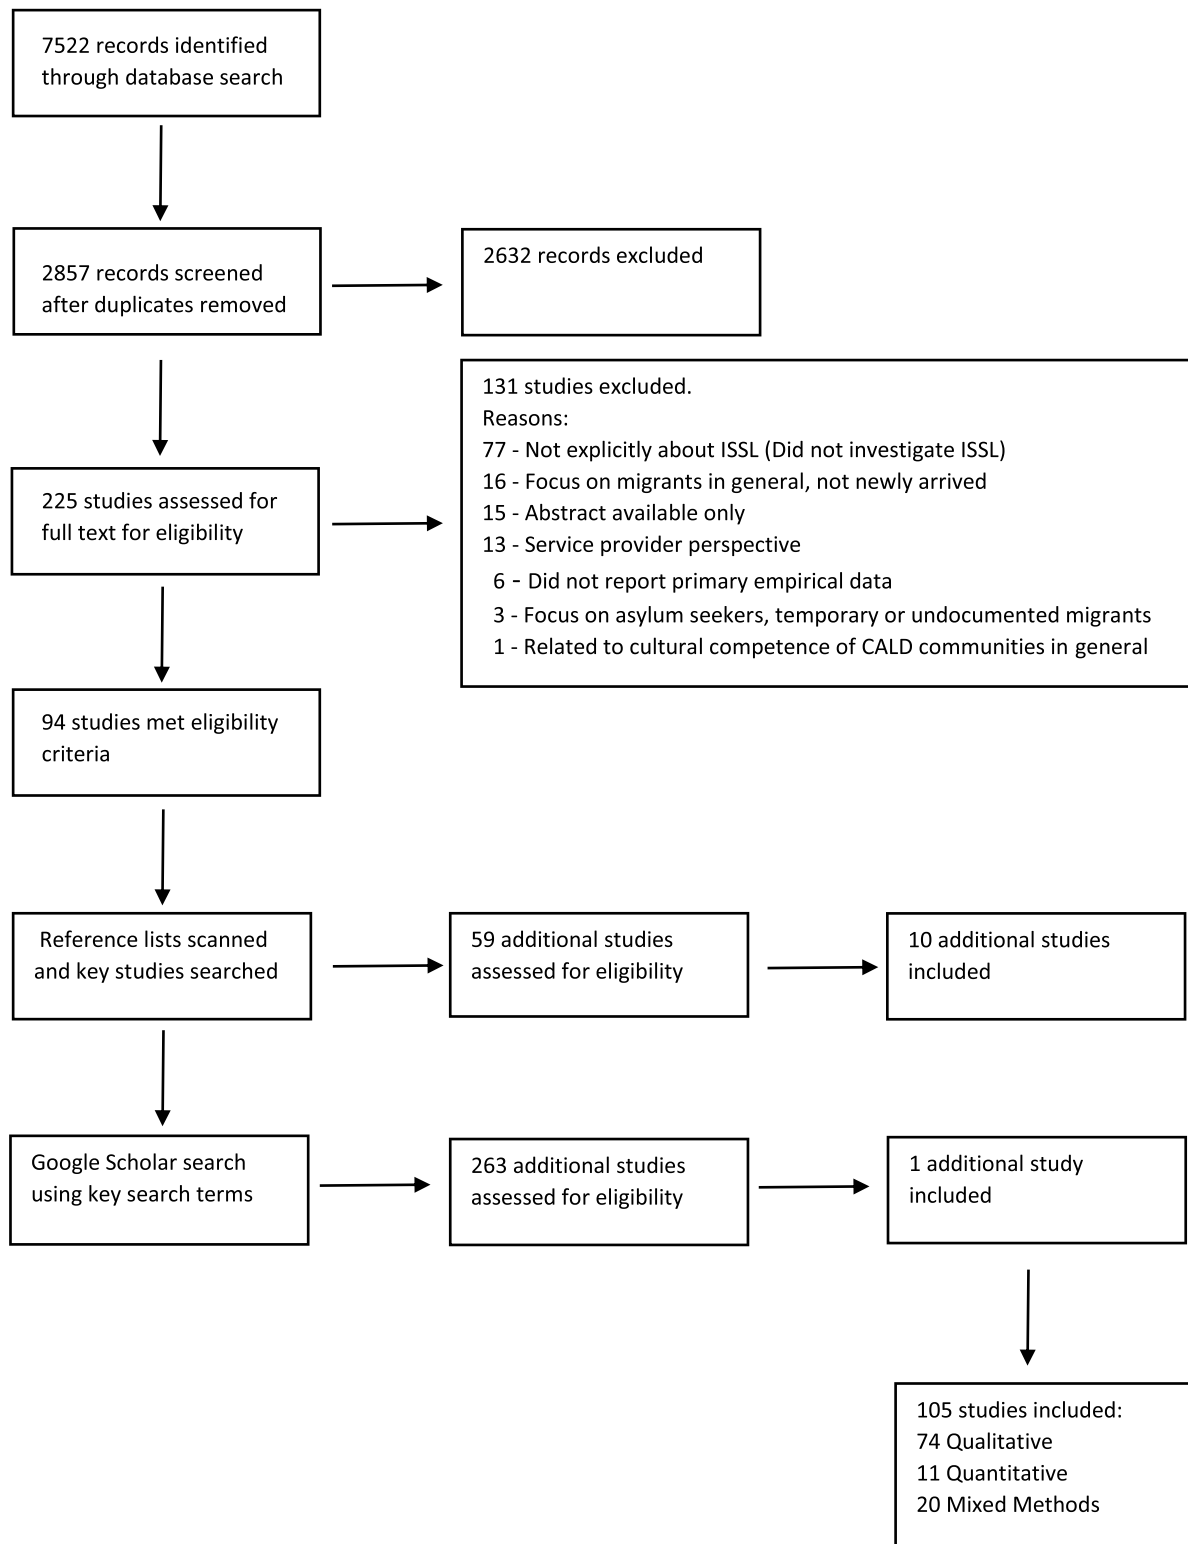 7522 records identified
through database search
2857 records screened
after duplicates removed
2632 records excluded
225 studies assessed for
full text for eligibility
131 studies excluded.
Reasons:
77 - Not explicitly about ISSL (Did not investigate ISSL)
16 - Focus on migrants in general, not newly arrived
15 - Abstract available only
13 - Service provider perspective
6 - Did not report primary empirical data
3 - Focus on asylum seekers, temporary or undocumented migrants
1 - Related to cultural competence of CALD communities in general
94 studies met eligibility
criteria
Reference lists scanned
and key studies searched
59 additional studies
assessed for eligibility
10 additional studies
included
Google Scholar search
using key search terms
263 additional studies
assessed for eligibility
1 additional study
included
105 studies included:
74 Qualitative
11 Quantitative
20 Mixed Methods